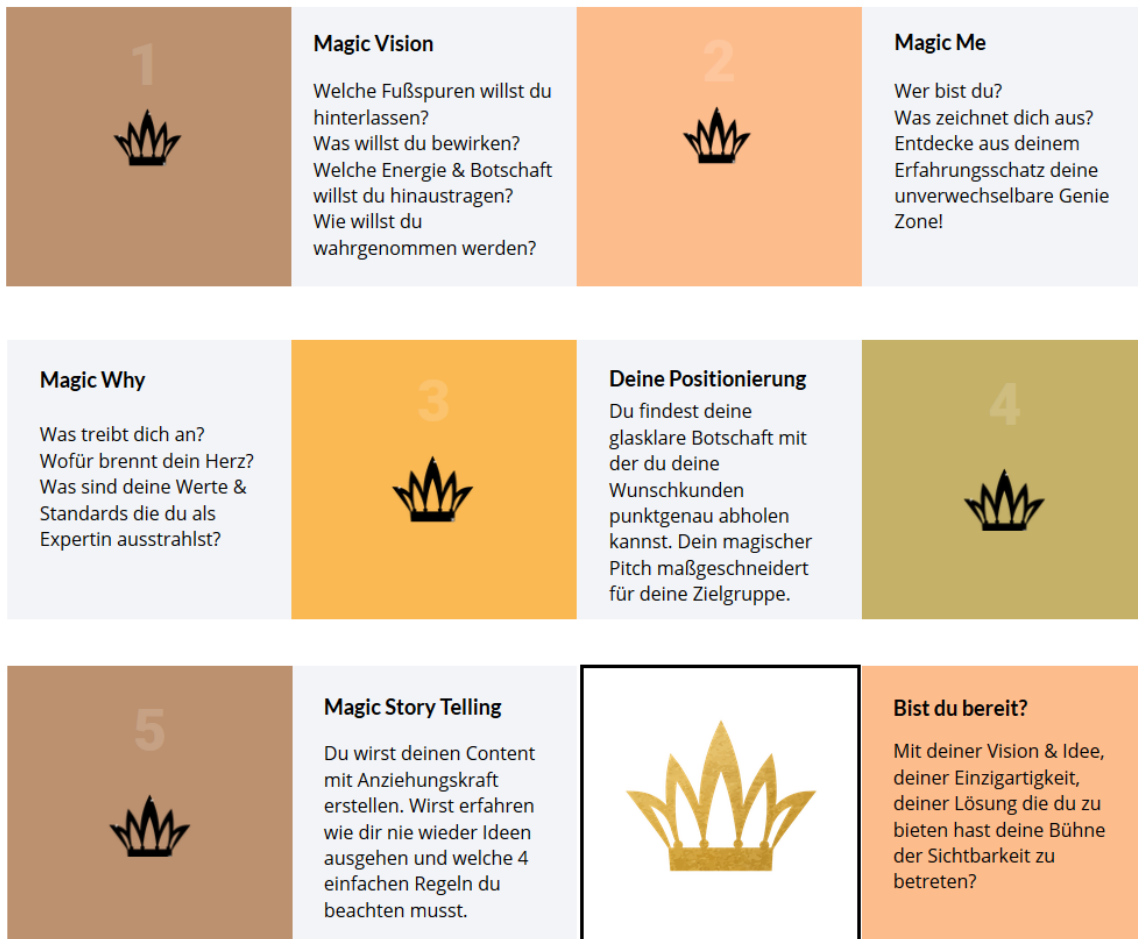 1
Magic Vision
Welche Fußspuren willst du
hinterlassen?
Was willst du bewirken?
Welche Energie & Botschaft
willst du hinaustragen?
Wie willst du
wahrgenommen werden?
2
Magic Me
Wer bist du?
Was zeichnet dich aus?
Entdecke aus deinem
Erfahrungsschatz deine
unverwechselbare Genie
Zone!
Magic Why
Was treibt dich an?
Wofür brennt dein Herz?
Was sind deine Werte &
Standards die du als
Expertin ausstrahlst?
3
Deine Positionierung
Du findest deine
glasklare Botschaft mit
der du deine
Wunschkunden
punktgenau abholen
kannst. Dein magischer
Pitch maßgeschneidert
für deine Zielgruppe.
4
5
Magic Story Telling
Du wirst deinen Content
mit Anziehungskraft
erstellen. Wirst erfahren
wie dir nie wieder Ideen
ausgehen und welche 4
einfachen Regeln du
beachten musst.
Bist du bereit?
Mit deiner Vision & Idee,
deiner Einzigartigkeit,
deiner Lösung die du zu
bieten hast deine Bühne
der Sichtbarkeit zu
betreten?